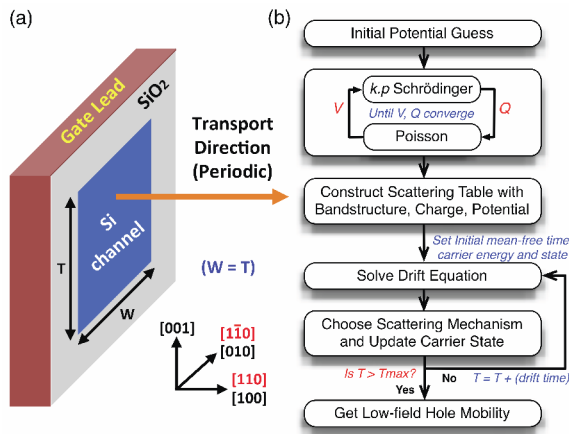 (a)
Gate Lead
SiO₂
Si
channel
T
W
Transport
Direction
(Periodic)
(W = T)
[001]
[11̄0]
[010]
[110]
[100]
(b)
Initial Potential Guess
k.p Schrödinger
V
Until V, Q converge
Q
Poisson
Construct Scattering Table with
Bandstructure, Charge, Potential
Set Initial mean-free time
carrier energy and state
Solve Drift Equation
Choose Scattering Mechanism
and Update Carrier State
Is T > Tmax?
Yes
No
T = T + (drift time)
Get Low-field Hole Mobility